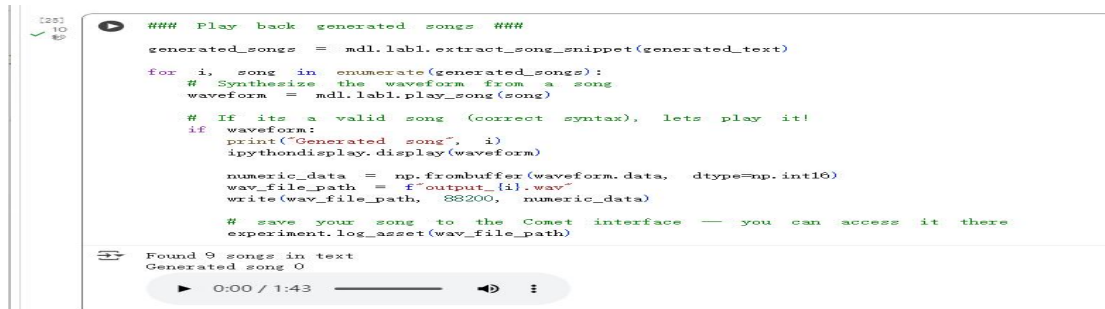 [25]
10
### Play back generated songs ###
generated_songs = mdl.lab1.extract_song_snippet(generated_text)
for i, song in enumerate(generated_songs):
# Synthesize the waveform from a song
waveform = mdl.lab1.play_song(song)
# If its a valid song (correct syntax), lets play it!
if waveform:
print("Generated song", i)
ipythondisplay.display(waveform)
numeric_data = np.frombuffer(waveform.data, dtype=np.int16)
wav_file_path = f"output_{i}.wav"
write(wav_file_path, 88200, numeric_data)
# save your song to the Comet interface -- you can access it there
experiment.log_asset(wav_file_path)
Found 9 songs in text
Generated song 0
0:00 / 1:43